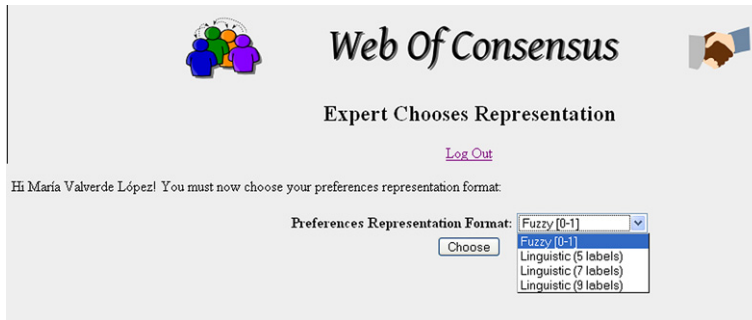 Web Of Consensus
Expert Chooses Representation
Log Out
Hi María Valverde López! You must now choose your preferences representation format:
Preferences Representation Format: Fuzzy [0-1]
Choose
Fuzzy [0-1]
Linguistic (5 labels)
Linguistic (7 labels)
Linguistic (9 labels)